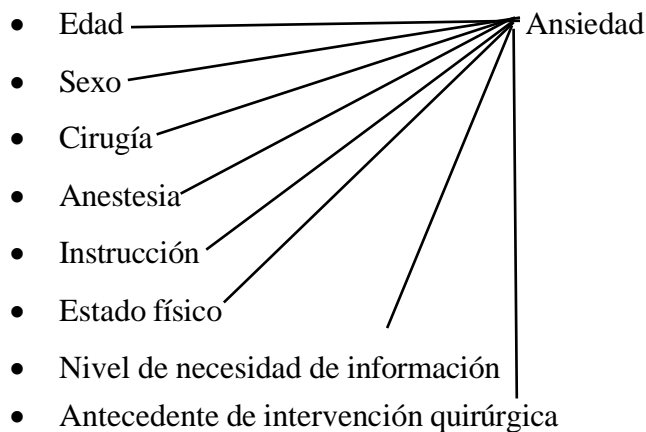 • Edad Ansiedad
• Sexo
• Cirugía
• Anestesia
• Instrucción
• Estado físico
• Nivel de necesidad de información
• Antecedente de intervención quirúrgica